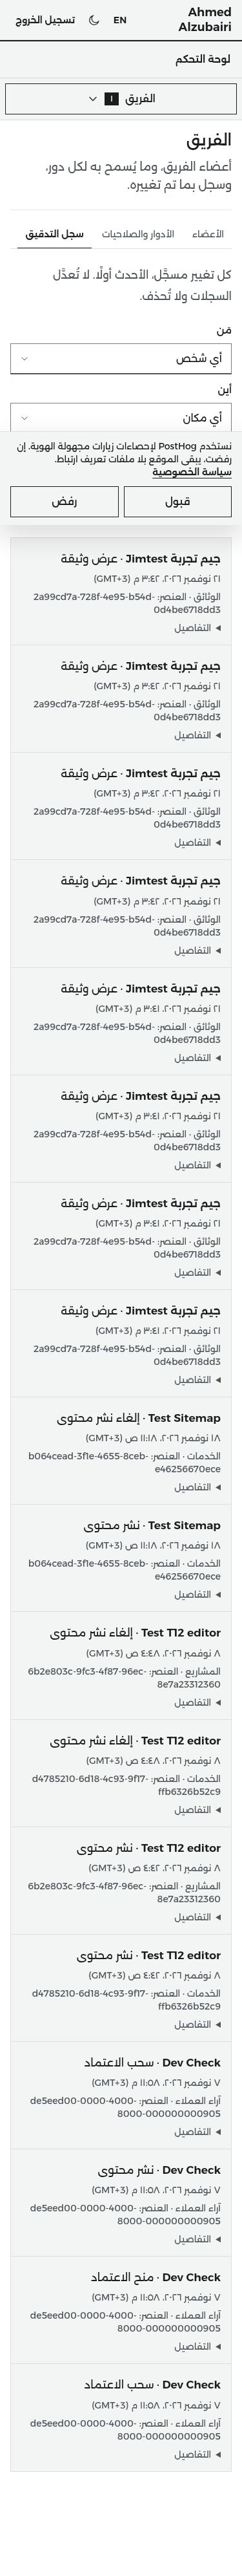 Ahmed Alzubairi
EN
تسجيل الخروج
لوحة التحكم
الفريق ١
الفريق
أعضاء الفريق، وما يُسمح به لكل دور،
وسجل بما تم تغييره.
الأعضاء
الأدوار والصلاحيات
سجل التدقيق
كل تغيير مسجَّل، الأحدث أولًا. لا تُعدَّل
السجلات ولا تُحذف.
مَن
أي شخص
أين
أي مكان
نستخدم PostHog لإحصاءات زيارات مجهولة الهوية. إن
رفضت، يبقى الموقع بلا ملفات تعريف ارتباط.
سياسة الخصوصية
قبول
رفض
جيم تجربة Jimtest · عرض وثيقة
٢١ نوفمبر ٢٠٢٦، ٣:٤٢ م (GMT+3)
الوثائق · العنصر: 2a99cd7a-728f-4e95-b54d-
0d4be6718dd3
التفاصيل
جيم تجربة Jimtest · عرض وثيقة
٢١ نوفمبر ٢٠٢٦، ٣:٤٢ م (GMT+3)
الوثائق · العنصر: 2a99cd7a-728f-4e95-b54d-
0d4be6718dd3
التفاصيل
جيم تجربة Jimtest · عرض وثيقة
٢١ نوفمبر ٢٠٢٦، ٣:٤٢ م (GMT+3)
الوثائق · العنصر: 2a99cd7a-728f-4e95-b54d-
0d4be6718dd3
التفاصيل
جيم تجربة Jimtest · عرض وثيقة
٢١ نوفمبر ٢٠٢٦، ٣:٤٢ م (GMT+3)
الوثائق · العنصر: 2a99cd7a-728f-4e95-b54d-
0d4be6718dd3
التفاصيل
جيم تجربة Jimtest · عرض وثيقة
٢١ نوفمبر ٢٠٢٦، ٣:٤١ م (GMT+3)
الوثائق · العنصر: 2a99cd7a-728f-4e95-b54d-
0d4be6718dd3
التفاصيل
جيم تجربة Jimtest · عرض وثيقة
٢١ نوفمبر ٢٠٢٦، ٣:٤١ م (GMT+3)
الوثائق · العنصر: 2a99cd7a-728f-4e95-b54d-
0d4be6718dd3
التفاصيل
جيم تجربة Jimtest · عرض وثيقة
٢١ نوفمبر ٢٠٢٦، ٣:٤١ م (GMT+3)
الوثائق · العنصر: 2a99cd7a-728f-4e95-b54d-
0d4be6718dd3
التفاصيل
جيم تجربة Jimtest · عرض وثيقة
٢١ نوفمبر ٢٠٢٦، ٣:٤١ م (GMT+3)
الوثائق · العنصر: 2a99cd7a-728f-4e95-b54d-
0d4be6718dd3
التفاصيل
Test Sitemap · إلغاء نشر محتوى
١٨ نوفمبر ٢٠٢٦، ١١:١٨ ص (GMT+3)
الخدمات · العنصر: b064cead-3f1e-4655-8ceb-
e46256670ece
التفاصيل
Test Sitemap · نشر محتوى
١٨ نوفمبر ٢٠٢٦، ١١:١٨ ص (GMT+3)
الخدمات · العنصر: b064cead-3f1e-4655-8ceb-
e46256670ece
التفاصيل
Test T12 editor · إلغاء نشر محتوى
٨ نوفمبر ٢٠٢٦، ٤:٤٨ ص (GMT+3)
المشاريع · العنصر: 6b2e803c-9fc3-4f87-96ec-
8e7a23312360
التفاصيل
Test T12 editor · إلغاء نشر محتوى
٨ نوفمبر ٢٠٢٦، ٤:٤٨ ص (GMT+3)
الخدمات · العنصر: d4785210-6d18-4c93-9f17-
ffb6326b52c9
التفاصيل
Test T12 editor · نشر محتوى
٨ نوفمبر ٢٠٢٦، ٤:٤٢ ص (GMT+3)
المشاريع · العنصر: 6b2e803c-9fc3-4f87-96ec-
8e7a23312360
التفاصيل
Test T12 editor · نشر محتوى
٨ نوفمبر ٢٠٢٦، ٤:٤٢ ص (GMT+3)
الخدمات · العنصر: d4785210-6d18-4c93-9f17-
ffb6326b52c9
التفاصيل
Dev Check · سحب الاعتماد
٧ نوفمبر ٢٠٢٦، ١١:٥٨ م (GMT+3)
آراء العملاء · العنصر: de5eed00-0000-4000-
8000-000000000905
التفاصيل
Dev Check · نشر محتوى
٧ نوفمبر ٢٠٢٦، ١١:٥٨ م (GMT+3)
آراء العملاء · العنصر: de5eed00-0000-4000-
8000-000000000905
التفاصيل
Dev Check · منح الاعتماد
٧ نوفمبر ٢٠٢٦، ١١:٥٨ م (GMT+3)
آراء العملاء · العنصر: de5eed00-0000-4000-
8000-000000000905
التفاصيل
Dev Check · سحب الاعتماد
٧ نوفمبر ٢٠٢٦، ١١:٥٨ م (GMT+3)
آراء العملاء · العنصر: de5eed00-0000-4000-
8000-000000000905
التفاصيل